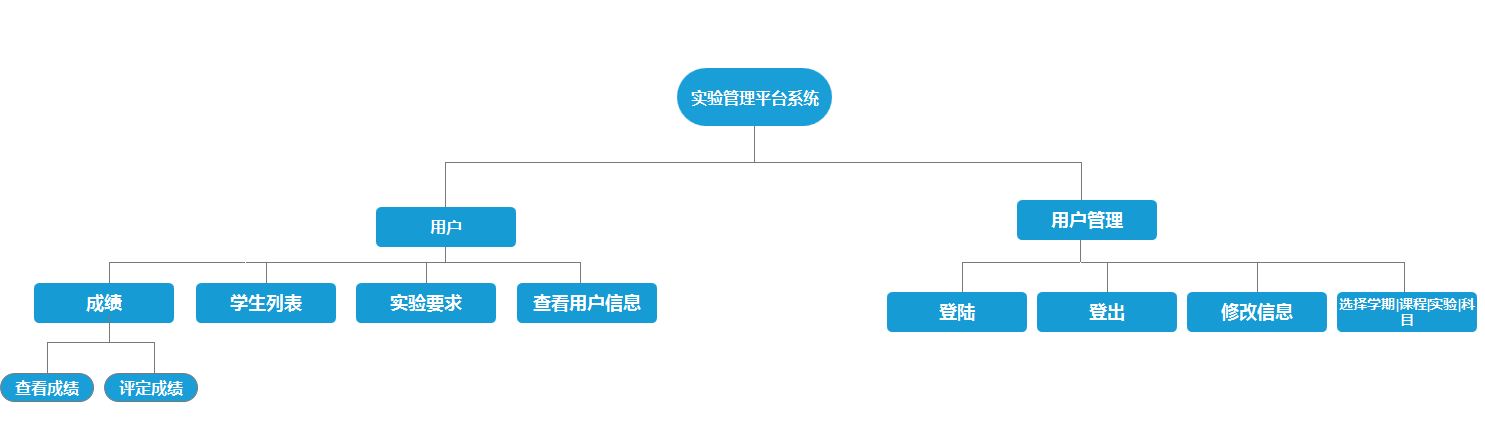 实验管理平台系统
用户
用户管理
成绩
学生列表
实验要求
查看用户信息
登陆
登出
修改信息
选择学期|课程|实验|科
目
查看成绩
评定成绩